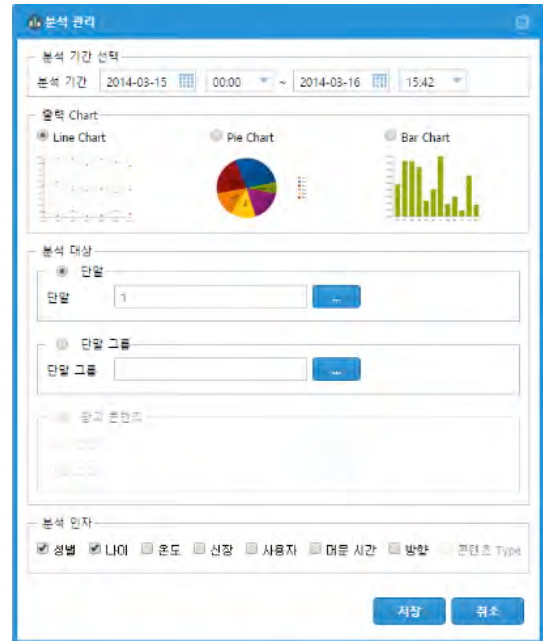 분석 관리
분석 기간 선택
분석 기간 2014-03-15 00:00 ~ 2014-03-16 15:42
출력 Chart
Line Chart Pie Chart Bar Chart
분석 대상
단말
단말 1 ...
단말 그룹
단말 그룹 ...
광고 콘텐츠
분석 인자
성별 나이 온도 신장 사용자 머문 시간 방향 콘텐츠 Type
저장 취소